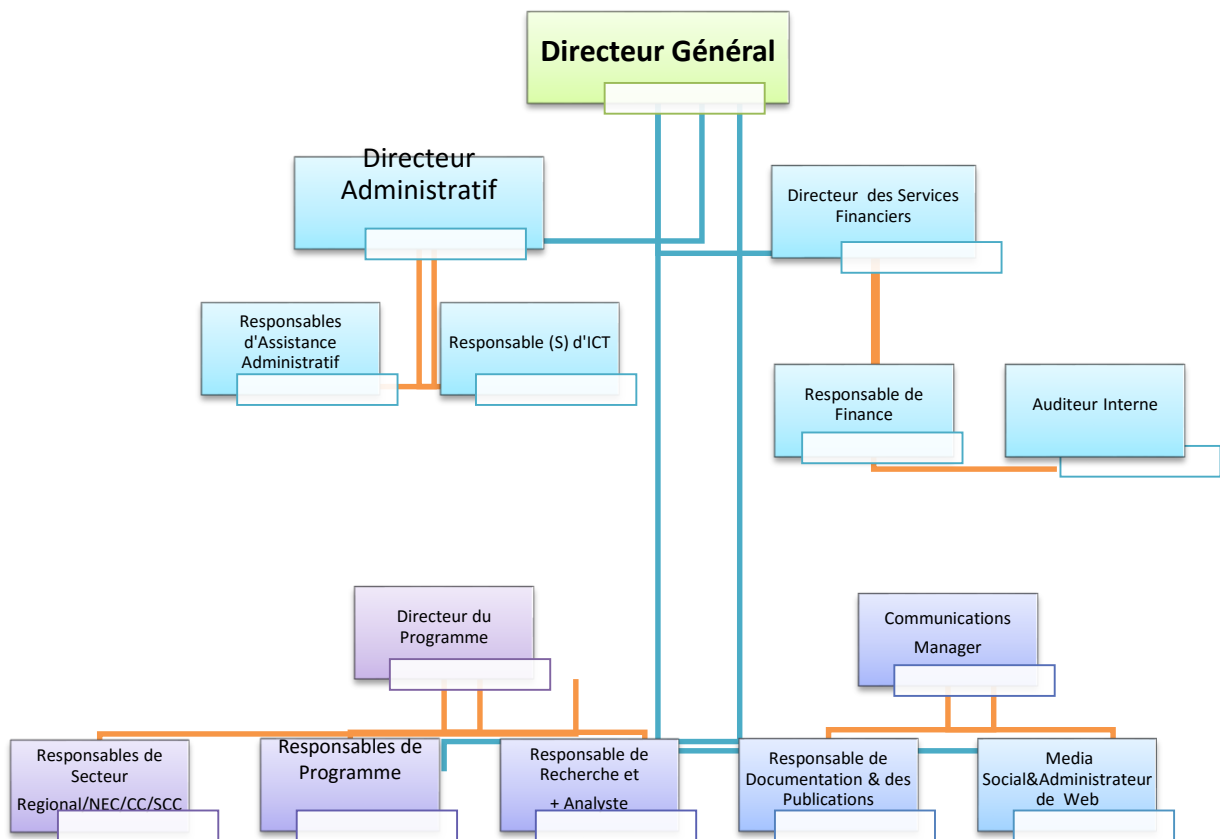 Directeur Général
Directeur
Administratif
Directeur des Services
Financiers
Responsables
d'Assistance
Administratif
Responsable (S) d'ICT
Responsable de
Finance
Auditeur Interne
Directeur du
Programme
Communications
Manager
Responsables de
Secteur
Regional/NEC/CC/SCC
Responsables de
Programme
Responsable de
Recherche et
+ Analyste
Responsable de
Documentation & des
Publications
Media
Social&Administrateur
de Web